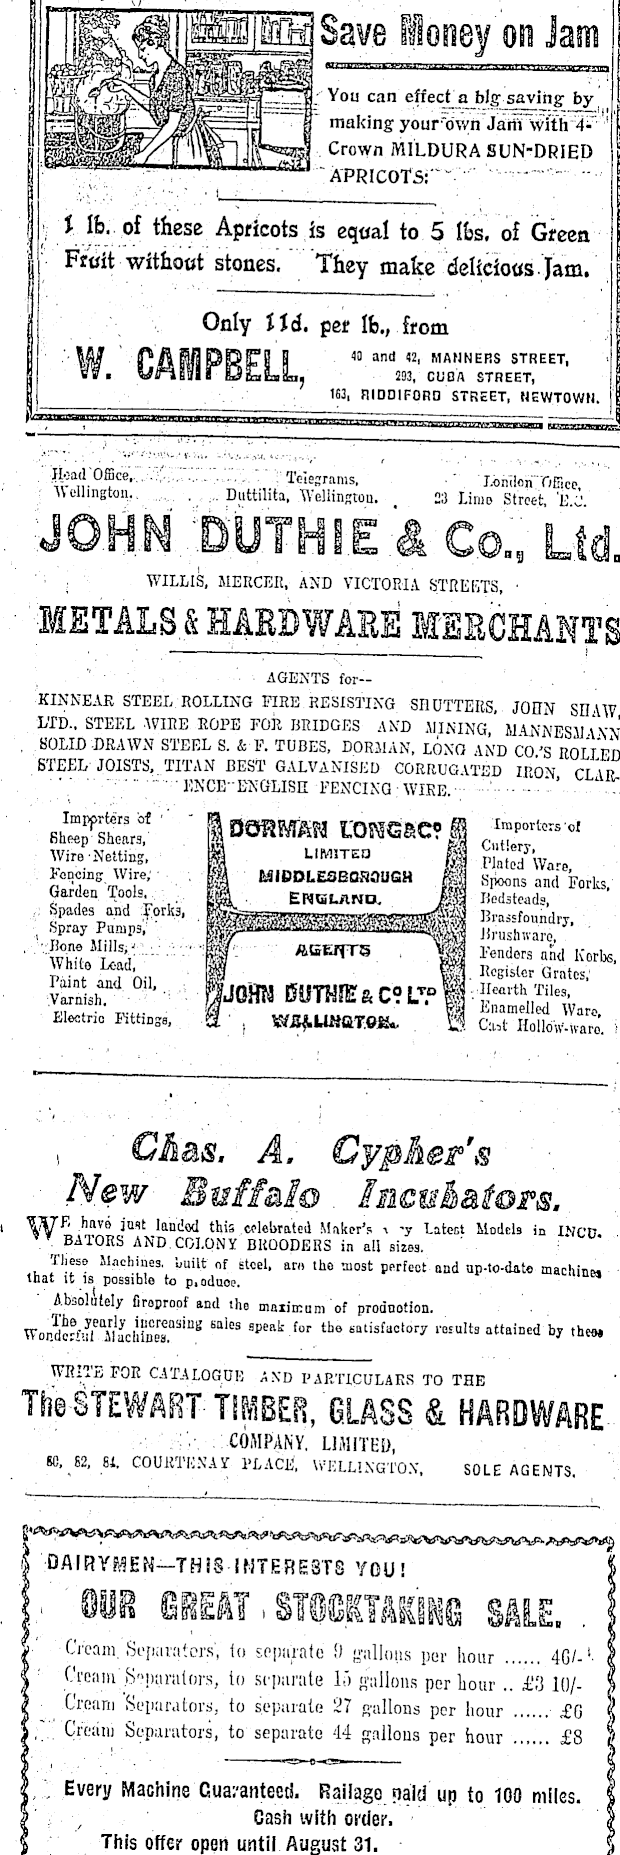 Save Money on Jam
You can effect a big saving by
making your own Jam with 4-
Crown MILDURA SUN-DRIED
APRICOTS:
1 lb. of these Apricots is equal to 5 lbs. of Green
Fruit without stones. They make delicious Jam.
Only 11d. per lb., from
W. CAMPBELL,
40 and 42, MANNERS STREET,
293, CUBA STREET,
163, RIDDIFORD STREET, NEWTOWN.
Head Office, Telegrams, London Office,
Wellington. Duttilita, Wellington. 23 Lime Street, E.C.
JOHN DUTHIE & Co., Ltd.
WILLIS, MERCER, AND VICTORIA STREETS,
METALS & HARDWARE MERCHANTS
AGENTS for--
KINNEAR STEEL ROLLING FIRE RESISTING SHUTTERS, JOHN SHAW,
LTD., STEEL WIRE ROPE FOR BRIDGES AND MINING, MANNESMANN
SOLID DRAWN STEEL S. & F. TUBES, DORMAN, LONG AND CO.'S ROLLED
STEEL JOISTS, TITAN BEST GALVANISED CORRUGATED IRON, CLAR-
ENCE ENGLISH FENCING WIRE.
Importers of
Sheep Shears,
Wire Netting,
Fencing Wire,
Garden Tools,
Spades and Forks,
Spray Pumps,
Bone Mills,
White Lead,
Paint and Oil,
Varnish.
Electric Fittings,
DORMAN LONG & Co.
LIMITED
MIDDLESBOROUGH
ENGLAND.
AGENTS
JOHN DUTHIE & Co. LTD
WELLINGTON.
Importers of
Cutlery,
Plated Ware,
Spoons and Forks,
Bedsteads,
Brassfoundry,
Brushware,
Fenders and Kerbs,
Register Grates,
Hearth Tiles,
Enamelled Ware,
Cast Hollow-ware.
Chas. A. Cypher's
New Buffalo Incubators.
WE have just landed this celebrated Maker's Latest Models in INCU-
BATORS AND COLONY BROODERS in all sizes.
These Machines, built of steel, are the most perfect and up-to-date machines
that it is possible to produce.
Absolutely fireproof and the maximum of production.
The yearly increasing sales speak for the satisfactory results attained by these
Wonderful Machines.
WRITE FOR CATALOGUE AND PARTICULARS TO THE
The STEWART TIMBER, GLASS & HARDWARE
COMPANY, LIMITED,
80, 82, 84, COURTENAY PLACE, WELLINGTON, SOLE AGENTS.
DAIRYMEN—THIS INTERESTS YOU!
OUR GREAT STOCKTAKING SALE.
Cream Separators, to separate 9 gallons per hour ...... 46/-
Cream Separators, to separate 15 gallons per hour .. £3 10/-
Cream Separators, to separate 27 gallons per hour ...... £6
Cream Separators, to separate 44 gallons per hour ...... £8
Every Machine Guaranteed. Railage paid up to 100 miles.
Cash with order.
This offer open until August 31.